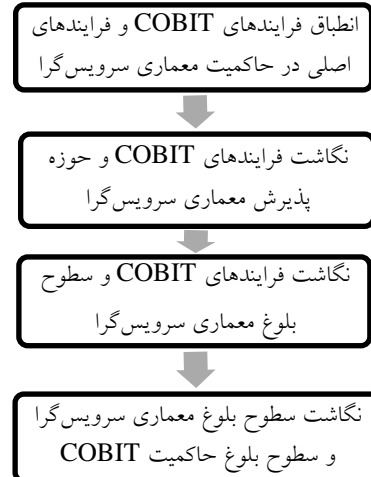 انطباق فرایندهای COBIT و فرایندهای
اصلی در حاکمیت معماری سرویس‌گرا
نگاشت فرایندهای COBIT و حوزه
پذیرش معماری سرویس‌گرا
نگاشت فرایندهای COBIT و سطوح
بلوغ معماری سرویس‌گرا
نگاشت سطوح بلوغ معماری سرویس‌گرا
و سطوح بلوغ حاکمیت COBIT